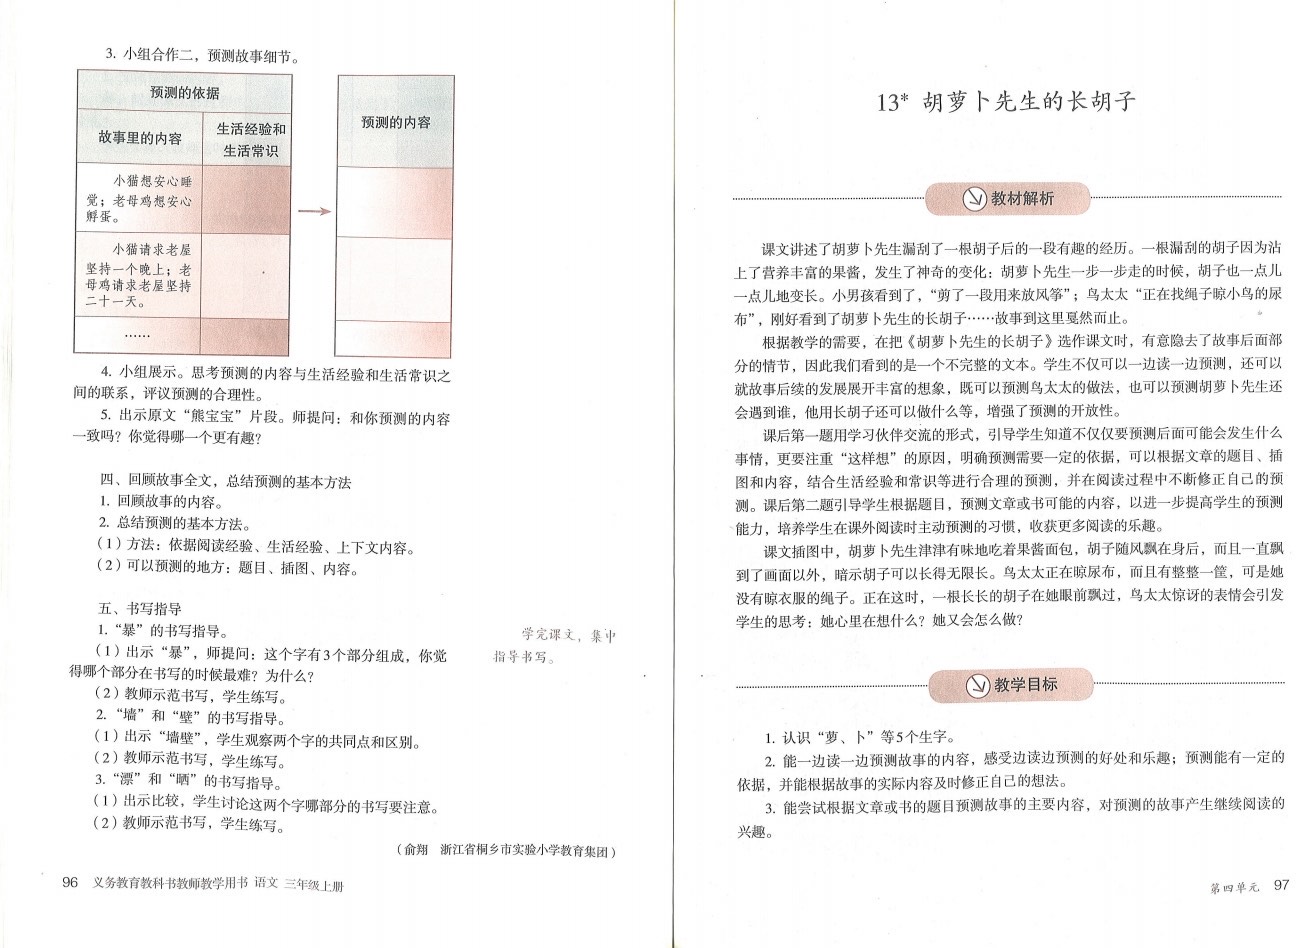 3. 小组合作二，预测故事细节。
预测的依据
预测的内容
故事里的内容
生活经验和
生活常识
小猫想安心睡
觉；老母鸡想安心
孵蛋。
小猫请求老屋
坚持一个晚上；老
母鸡请求老屋坚持
二十一天。
……
4. 小组展示。思考预测的内容与生活经验和生活常识之
间的联系，评议预测的合理性。
5. 出示原文“熊宝宝”片段。师提问：和你预测的内容
一致吗？你觉得哪一个更有趣？
四、回顾故事全文，总结预测的基本方法
1. 回顾故事的内容。
2. 总结预测的基本方法。
（1）方法：依据阅读经验、生活经验、上下文内容。
（2）可以预测的地方：题目、插图、内容。
五、书写指导
1.“暴”的书写指导。
（1）出示“暴”，师提问：这个字有3个部分组成，你觉
得哪个部分在书写的时候最难？为什么？
（2）教师示范书写，学生练写。
2.“墙”和“壁”的书写指导。
（1）出示“墙壁”，学生观察两个字的共同点和区别。
（2）教师示范书写，学生练写。
3.“漂”和“晒”的书写指导。
（1）出示比较，学生讨论这两个字哪部分的书写要注意。
（2）教师示范书写，学生练写。
学完课文，集中
指导书写。
（俞翔　浙江省桐乡市实验小学教育集团）
96 义务教育教科书教师教学用书 语文 三年级上册
13* 胡萝卜先生的长胡子
教材解析
课文讲述了胡萝卜先生漏刮了一根胡子后的一段有趣的经历。一根漏刮的胡子因为沾
上了营养丰富的果酱，发生了神奇的变化：胡萝卜先生一步一步走的时候，胡子也一点儿
一点儿地变长。小男孩看到了，“剪了一段用来放风筝”；鸟太太“正在找绳子晾小鸟的尿
布”，刚好看到了胡萝卜先生的长胡子……故事到这里戛然而止。
根据教学的需要，在把《胡萝卜先生的长胡子》选作课文时，有意隐去了故事后面部
分的情节，因此我们看到的是一个不完整的文本。学生不仅可以一边读一边预测，还可以
就故事后续的发展展开丰富的想象，既可以预测鸟太太的做法，也可以预测胡萝卜先生还
会遇到谁，他用长胡子还可以做什么等，增强了预测的开放性。
课后第一题用学习伙伴交流的形式，引导学生知道不仅仅要预测后面可能会发生什么
事情，更要注重“这样想”的原因，明确预测需要一定的依据，可以根据文章的题目、插
图和内容，结合生活经验和常识等进行合理的预测，并在阅读过程中不断修正自己的预
测。课后第二题引导学生根据题目，预测文章或书可能的内容，以进一步提高学生的预测
能力，培养学生在课外阅读时主动预测的习惯，收获更多阅读的乐趣。
课文插图中，胡萝卜先生津津有味地吃着果酱面包，胡子随风飘在身后，而且一直飘
到了画面以外，暗示胡子可以长得无限长。鸟太太正在晾尿布，而且有整整一筐，可是她
没有晾衣服的绳子。正在这时，一根长长的胡子在她眼前飘过，鸟太太惊讶的表情会引发
学生的思考：她心里在想什么？她又会怎么做？
教学目标
1. 认识“萝、卜”等5个生字。
2. 能一边读一边预测故事的内容，感受边读边预测的好处和乐趣；预测能有一定的
依据，并能根据故事的实际内容及时修正自己的想法。
3. 能尝试根据文章或书的题目预测故事的主要内容，对预测的故事产生继续阅读的
兴趣。
第四单元 97